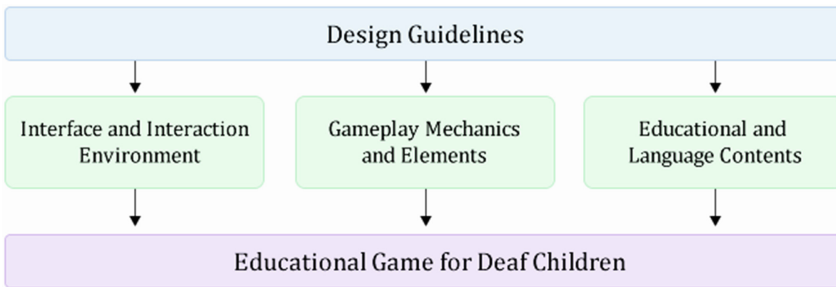 Design Guidelines
Interface and Interaction
Environment
Gameplay Mechanics
and Elements
Educational and
Language Contents
Educational Game for Deaf Children